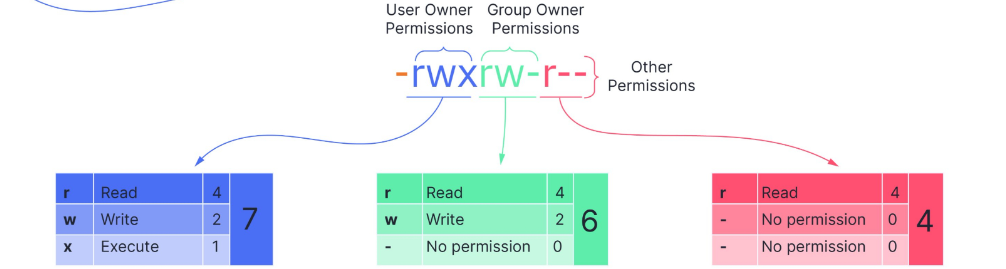 User Owner Permissions
Group Owner Permissions
-rwxrw-r--
Other Permissions
r Read 4
w Write 2
x Execute 1
7
r Read 4
w Write 2
- No permission 0
6
r Read 4
- No permission 0
- No permission 0
4